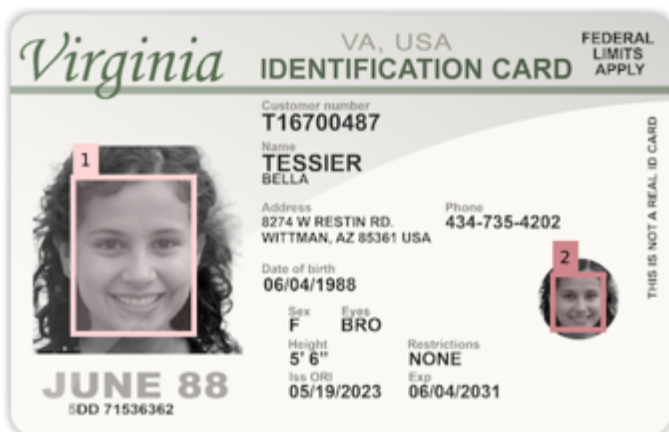 Virginia
VA, USA
IDENTIFICATION CARD
FEDERAL
LIMITS
APPLY
Customer number
T16700487
Name
TESSIER
BELLA
Address
8274 W RESTIN RD.
WITTMAN, AZ 85361 USA
Phone
434-735-4202
Date of birth
06/04/1988
Sex Eyes
F BRO
Height Restrictions
5' 6" NONE
Iss ORI Exp
05/19/2023 06/04/2031
1
2
JUNE 88
5DD 71536362
THIS IS NOT A REAL ID CARD